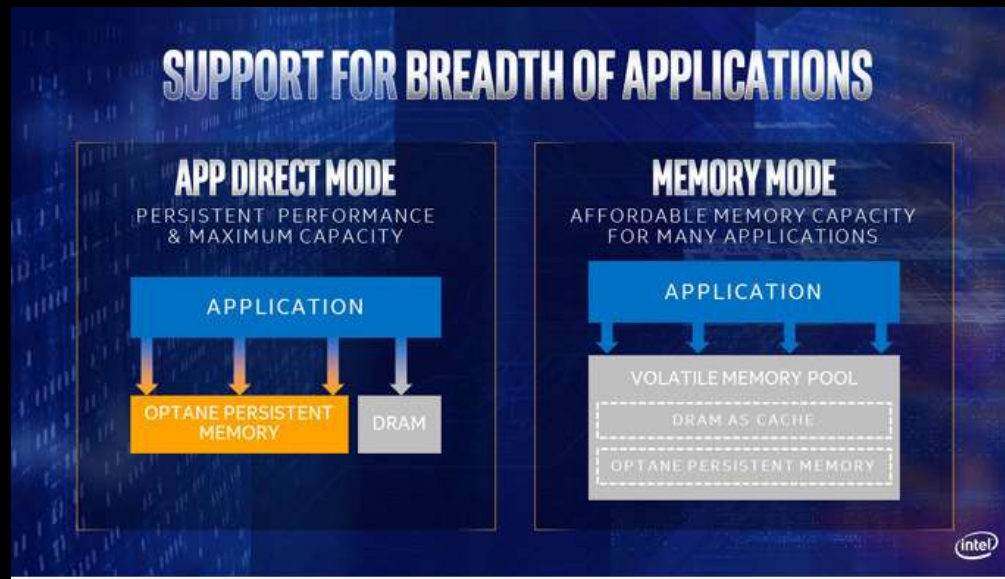 SUPPORT FOR BREADTH OF APPLICATIONS
APP DIRECT MODE
PERSISTENT PERFORMANCE
& MAXIMUM CAPACITY
APPLICATION
OPTANE PERSISTENT
MEMORY
DRAM
MEMORY MODE
AFFORDABLE MEMORY CAPACITY
FOR MANY APPLICATIONS
APPLICATION
VOLATILE MEMORY POOL
DRAM AS CACHE
OPTANE PERSISTENT MEMORY
intel